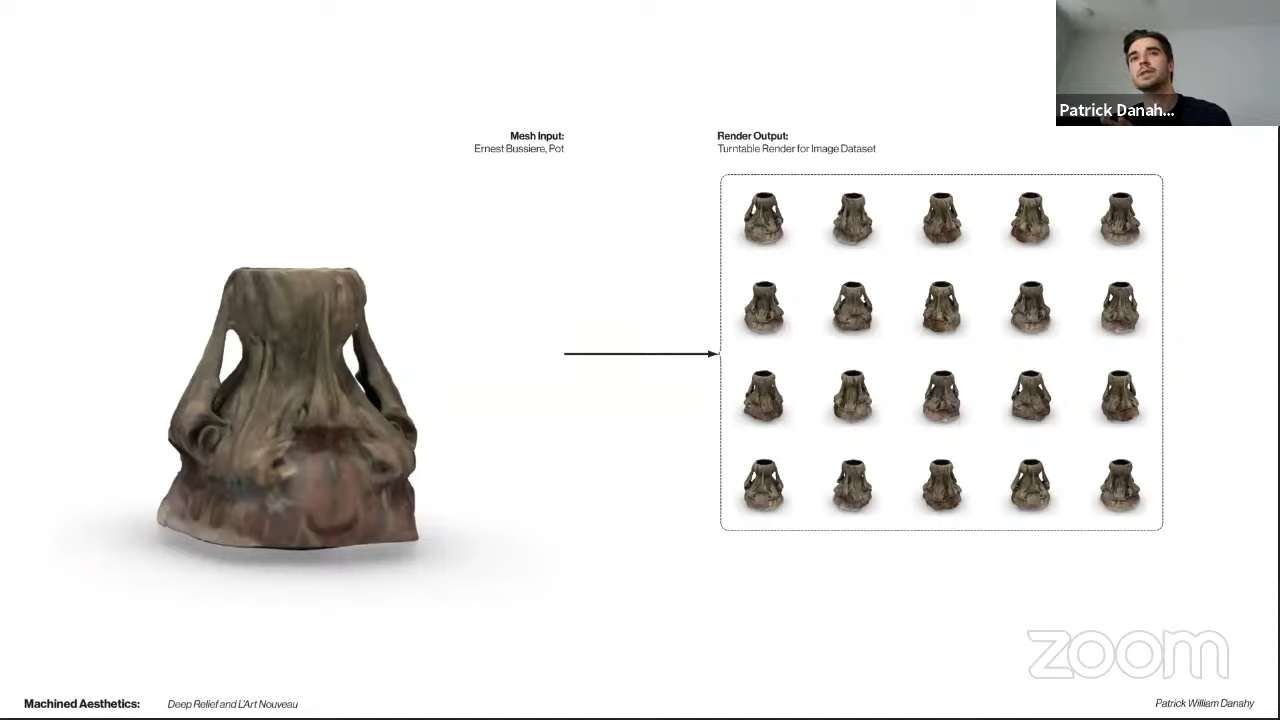 Patrick Danah...
Mesh Input:
Ernest Bussiere, Pot
Render Output:
Turntable Render for Image Dataset
zoom
Machined Aesthetics:
Deep Relief and L'Art Nouveau
Patrick William Danahy